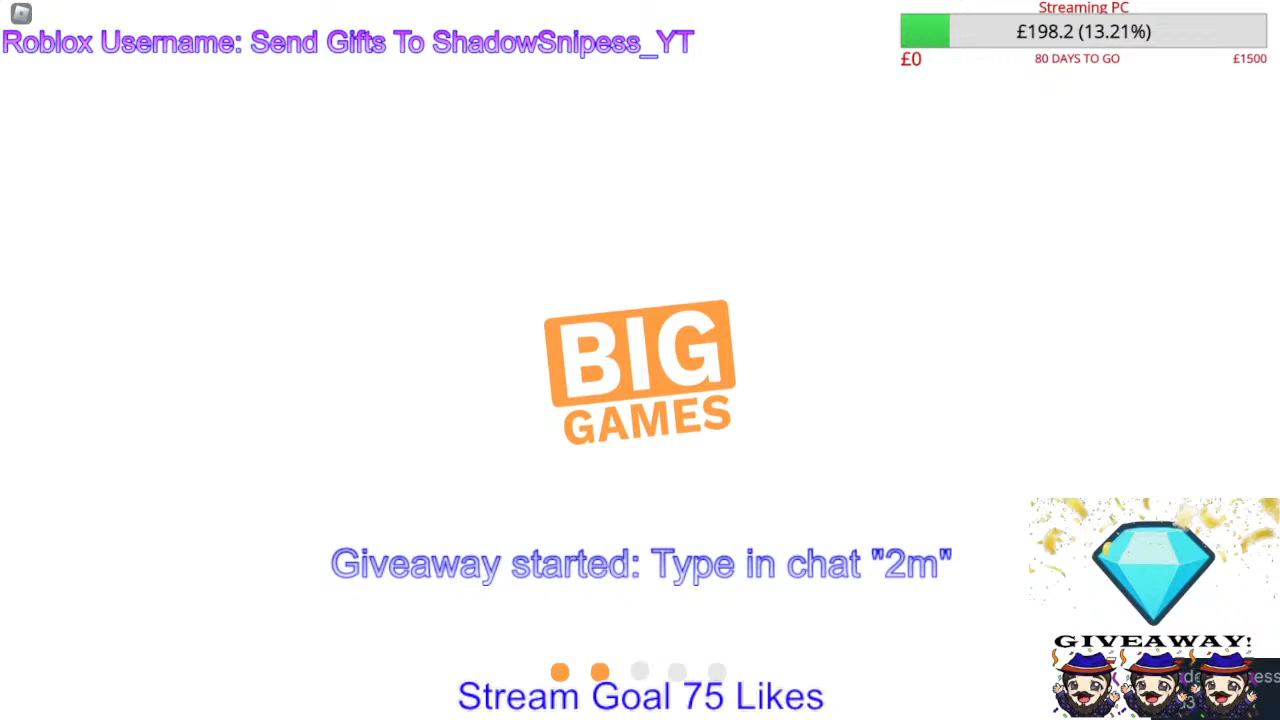 Streaming PC
Roblox Username: Send Gifts To ShadowSnipess_YT
£198.2 (13.21%)
£0
80 DAYS TO GO
£1500
BIG
GAMES
Giveaway started: Type in chat "2m"
GIVEAWAY!
Stream Goal 75 Likes